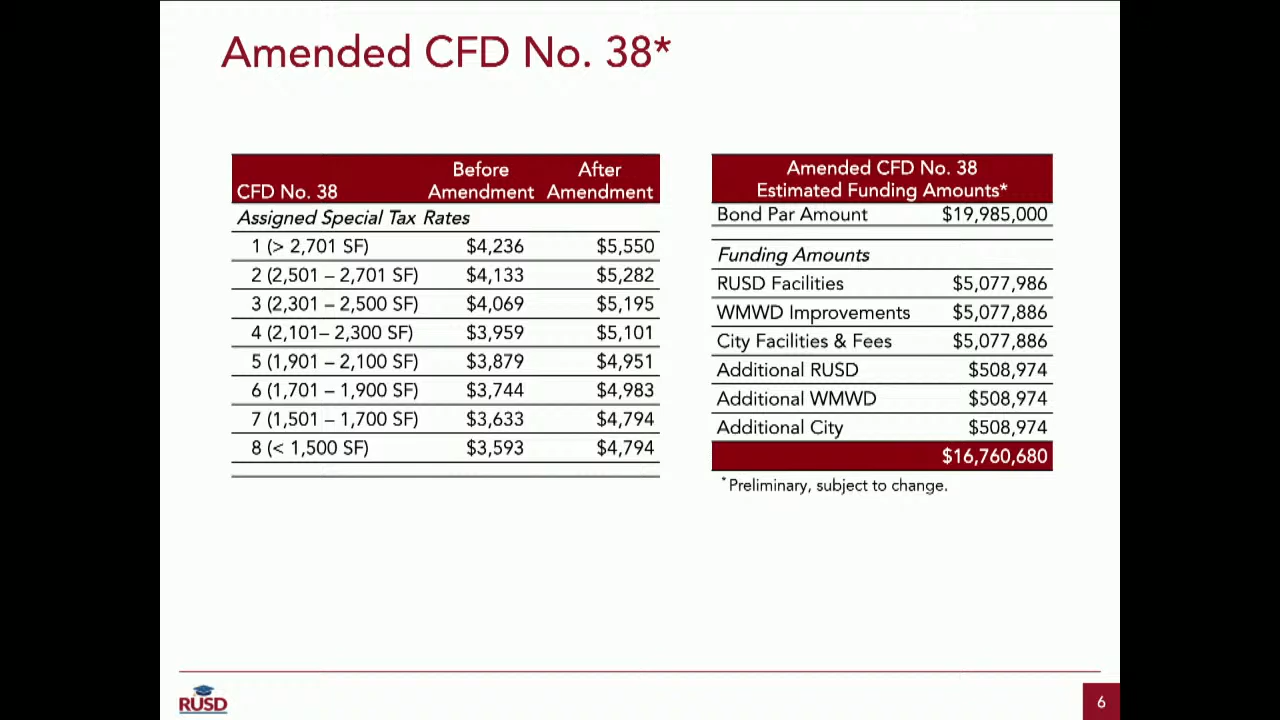 Amended CFD No. 38*
Before After
CFD No. 38 Amendment Amendment
Assigned Special Tax Rates
1 (> 2,701 SF) $4,236 $5,550
2 (2,501 – 2,701 SF) $4,133 $5,282
3 (2,301 – 2,500 SF) $4,069 $5,195
4 (2,101– 2,300 SF) $3,959 $5,101
5 (1,901 – 2,100 SF) $3,879 $4,951
6 (1,701 – 1,900 SF) $3,744 $4,983
7 (1,501 – 1,700 SF) $3,633 $4,794
8 (< 1,500 SF) $3,593 $4,794
Amended CFD No. 38
Estimated Funding Amounts*
Bond Par Amount $19,985,000
Funding Amounts
RUSD Facilities $5,077,986
WMWD Improvements $5,077,886
City Facilities & Fees $5,077,886
Additional RUSD $508,974
Additional WMWD $508,974
Additional City $508,974
$16,760,680
*Preliminary, subject to change.
RUSD
6